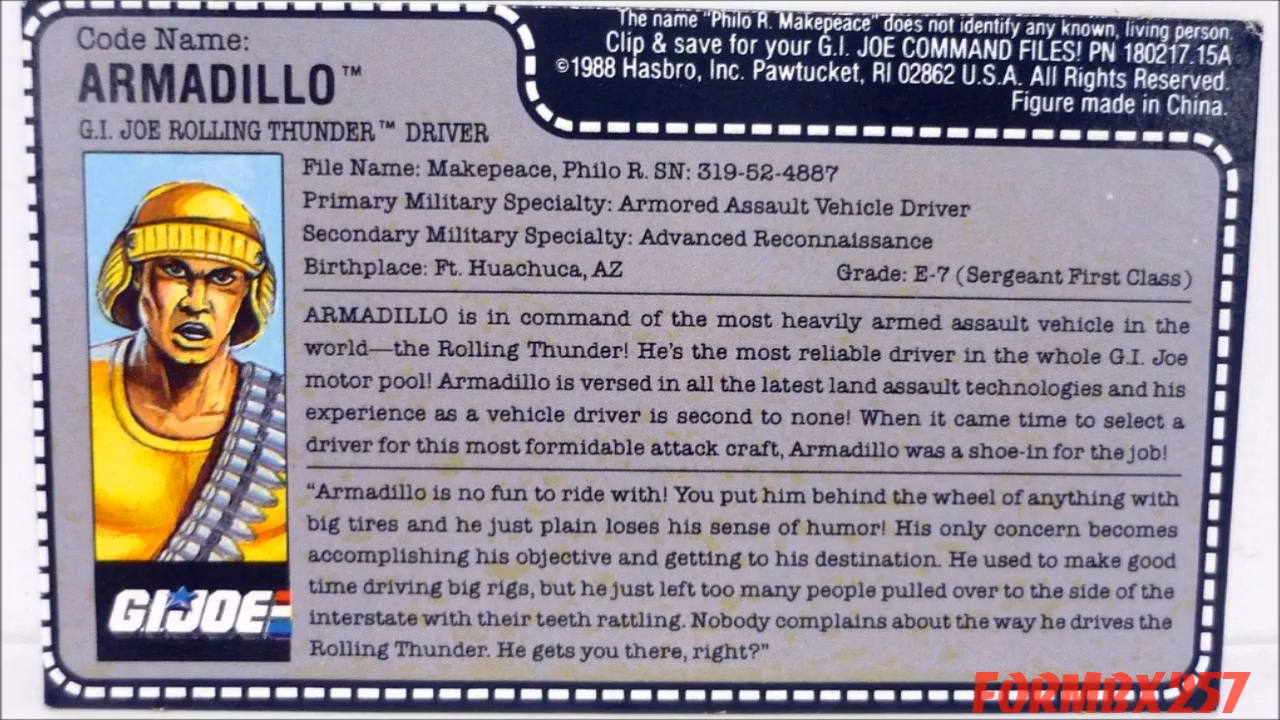 Code Name:
ARMADILLO™
G.I. JOE ROLLING THUNDER™ DRIVER
The name "Philo R. Makepeace" does not identify any known, living person.
Clip & save for your G.I. JOE COMMAND FILES! PN 180217.15A
©1988 Hasbro, Inc. Pawtucket, RI 02862 U.S.A. All Rights Reserved.
Figure made in China.
File Name: Makepeace, Philo R. SN: 319-52-4887
Primary Military Specialty: Armored Assault Vehicle Driver
Secondary Military Specialty: Advanced Reconnaissance
Birthplace: Ft. Huachuca, AZ Grade: E-7 (Sergeant First Class)
ARMADILLO is in command of the most heavily armed assault vehicle in the
world—the Rolling Thunder! He's the most reliable driver in the whole G.I. Joe
motor pool! Armadillo is versed in all the latest land assault technologies and his
experience as a vehicle driver is second to none! When it came time to select a
driver for this most formidable attack craft, Armadillo was a shoe-in for the job!
"Armadillo is no fun to ride with! You put him behind the wheel of anything with
big tires and he just plain loses his sense of humor! His only concern becomes
accomplishing his objective and getting to his destination. He used to make good
time driving big rigs, but he just left too many people pulled over to the side of the
interstate with their teeth rattling. Nobody complains about the way he drives the
Rolling Thunder. He gets you there, right?"
G.I. JOE
FORMBX257